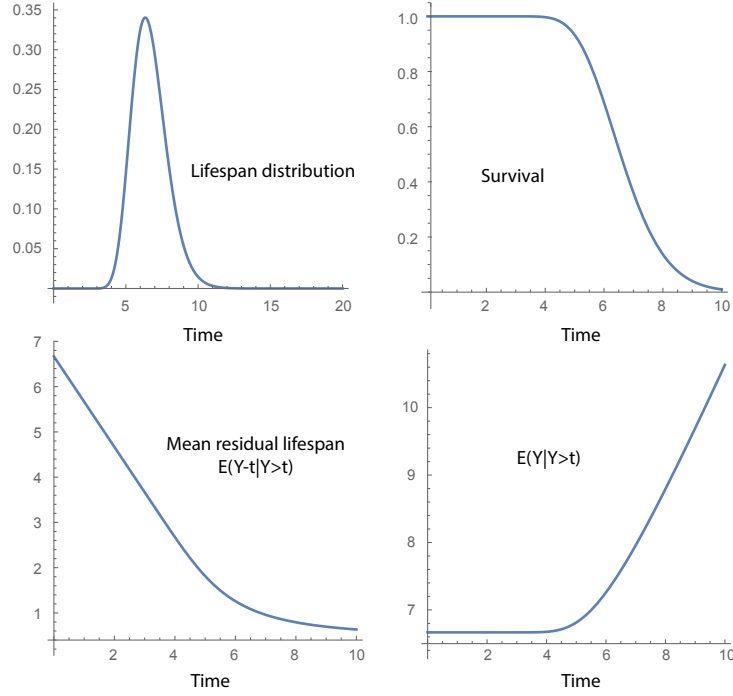 0.35
0.30
0.25
0.20
0.15
0.10
0.05
5 10 15 20
Lifespan distribution
Time
1.0
0.8
0.6
0.4
0.2
2 4 6 8 10
Survival
Time
7
6
5
4
3
2
1
2 4 6 8 10
Mean residual lifespan
E(Y-t|Y>t)
Time
10
9
8
7
2 4 6 8 10
E(Y|Y>t)
Time